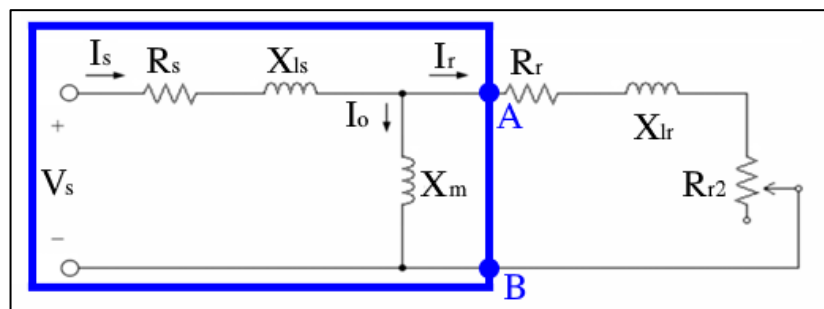 Is Rs Xls Ir Rr
Io A
+ Xlr
Vs Xm Rr2
−
B